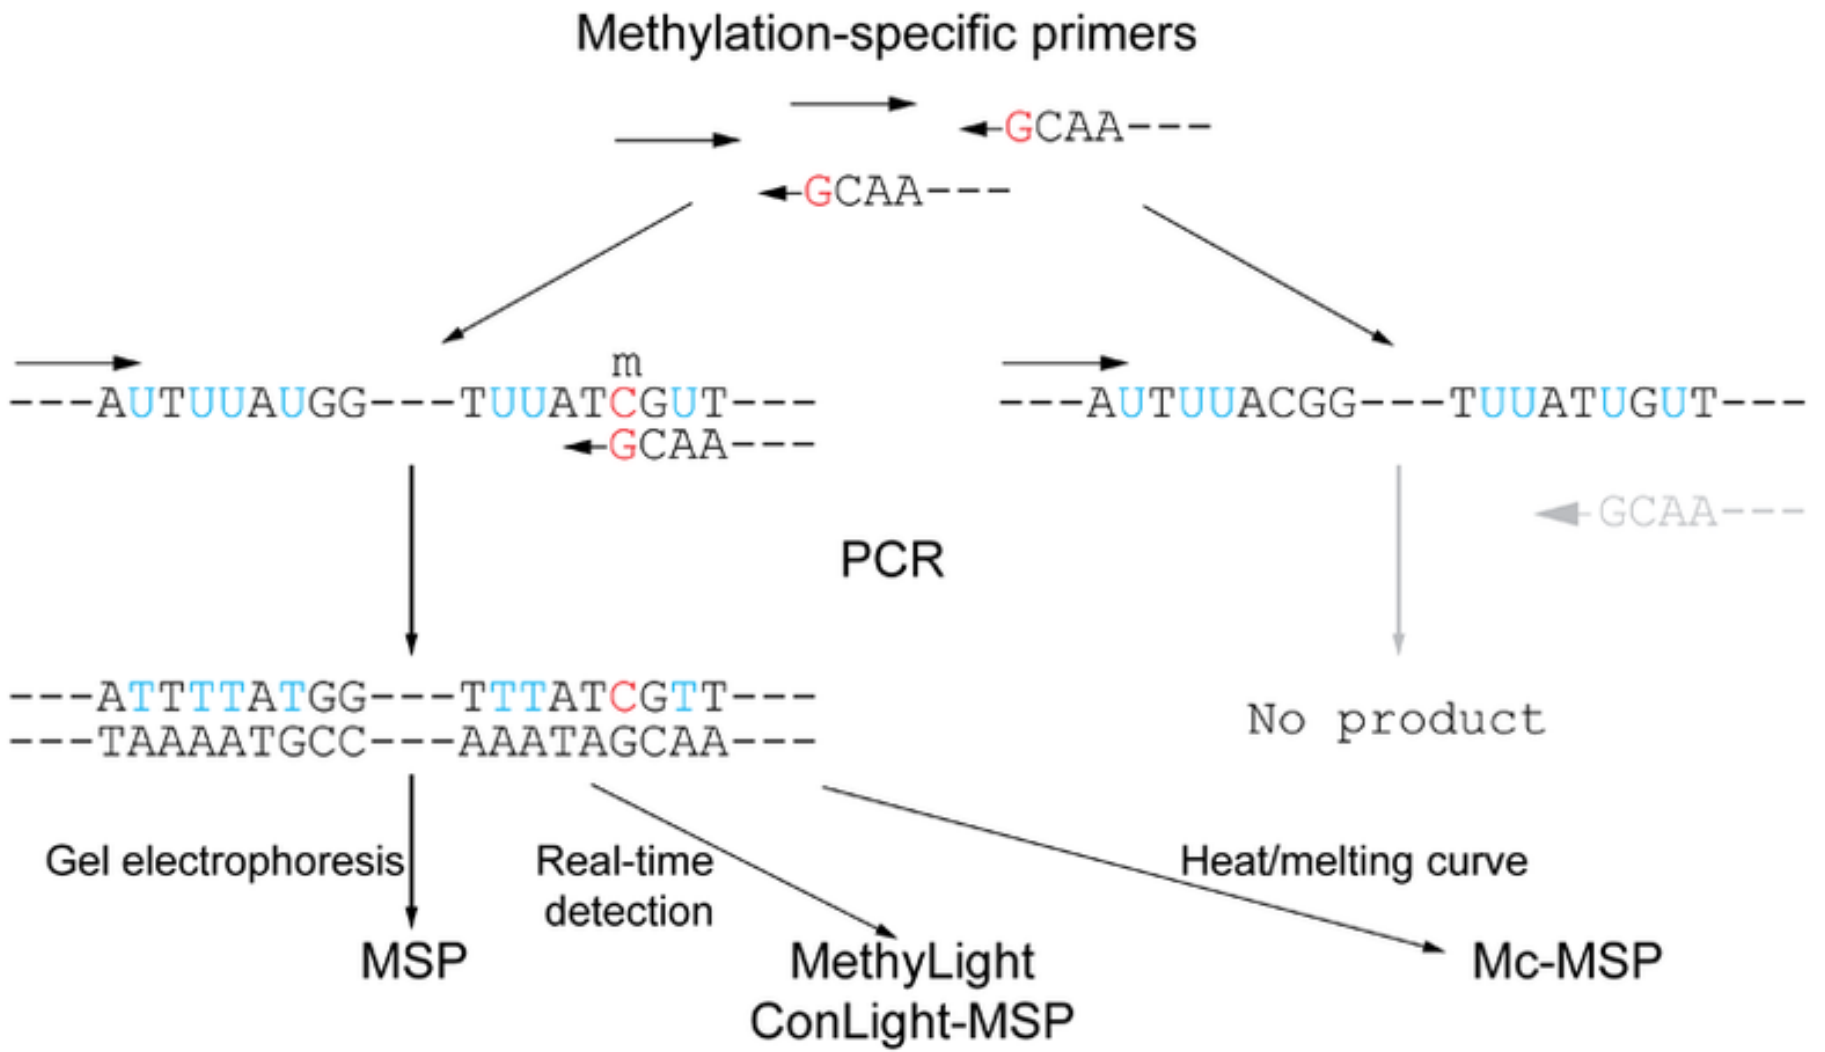 Methylation-specific primers
GCAA---
GCAA---
m
---AUTUUAUGG---TUUATCGUT---
GCAA---
---AUTUUACGG---TUUATUGUT---
GCAA---
PCR
---ATTTTATGG---TTTATCGTT---
---TAAAATGCC---AAATAGCAA---
No product
Gel electrophoresis
Real-time
detection
Heat/melting curve
MSP
MethyLight
ConLight-MSP
Mc-MSP